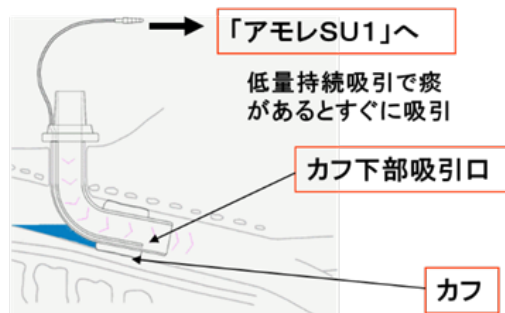 「アモレSU1」へ
低量持続吸引で痰
があるとすぐに吸引
カフ下部吸引口
カフ